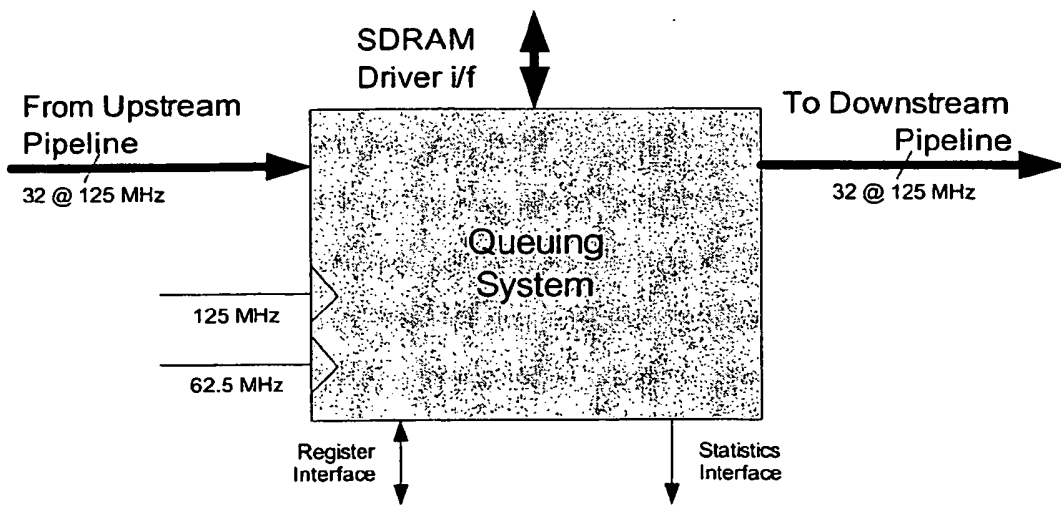 SDRAM
Driver i/f
From Upstream
Pipeline
32 @ 125 MHz
To Downstream
Pipeline
32 @ 125 MHz
Queuing
System
125 MHz
62.5 MHz
Register
Interface
Statistics
Interface